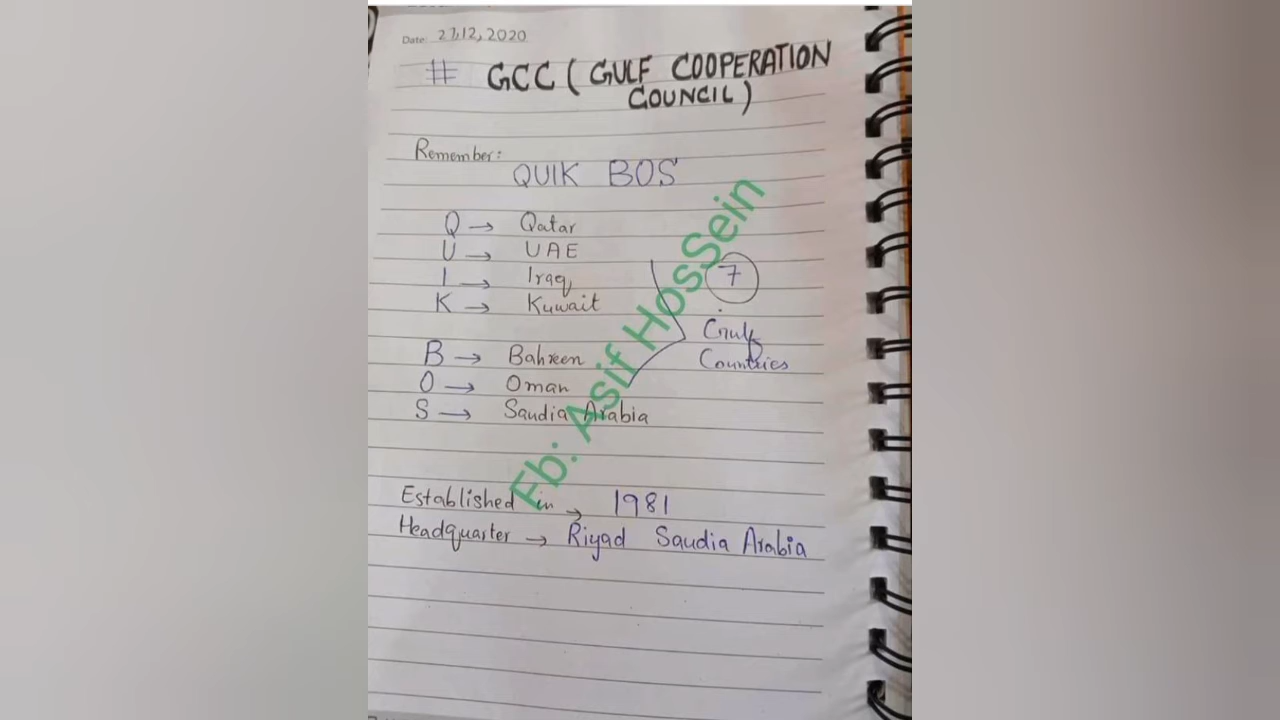 Date: 27,12,2020
# GCC ( GULF COOPERATION
COUNCIL )
Remember:
QUIK BOS
Q → Qatar
U → UAE
I → Iraq
K → Kuwait
7
Gulf
Countries
B → Bahreen
O → Oman
S → Saudia Arabia
Established in → 1981
Headquarter → Riyad Saudia Arabia
Fb: Asif HosSein